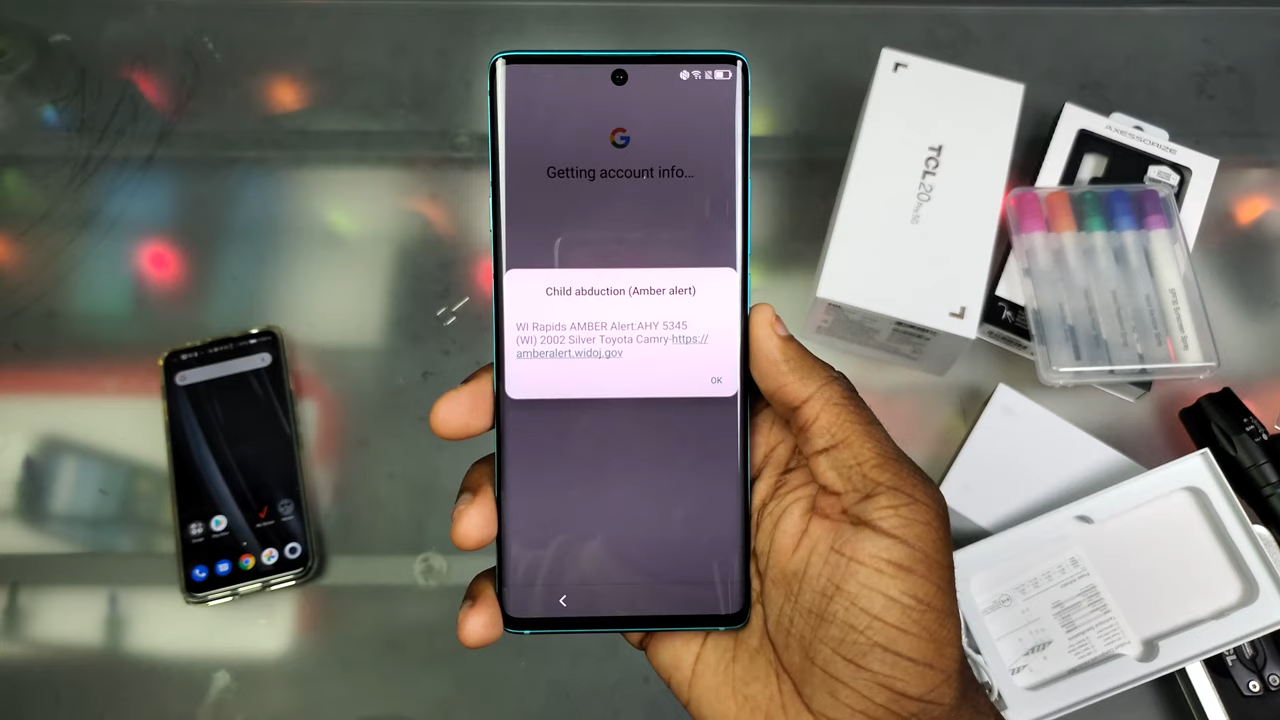 Getting account info...
Child abduction (Amber alert)
WI Rapids AMBER Alert:AHY 5345
(WI) 2002 Silver Toyota Camry-https://
amberalert.widoj.gov
OK
TCL 20 Pro 5G
AXESSORIZE